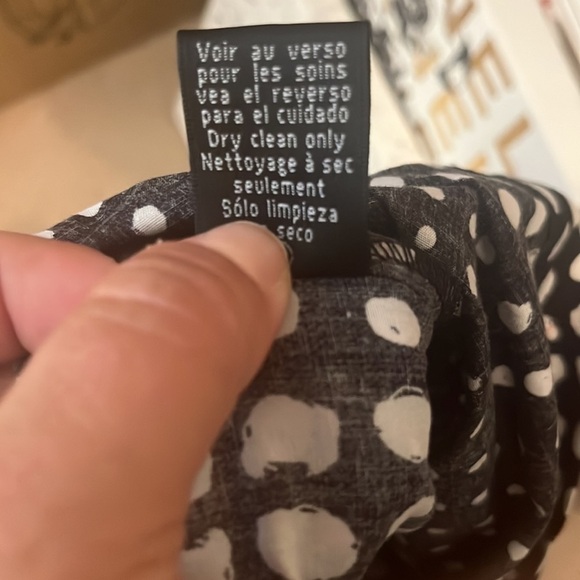 Voir au verso
pour les soins
vea el reverso
para el cuidado
Dry clean only
Nettoyage à sec
seulement
Sólo limpieza
seco